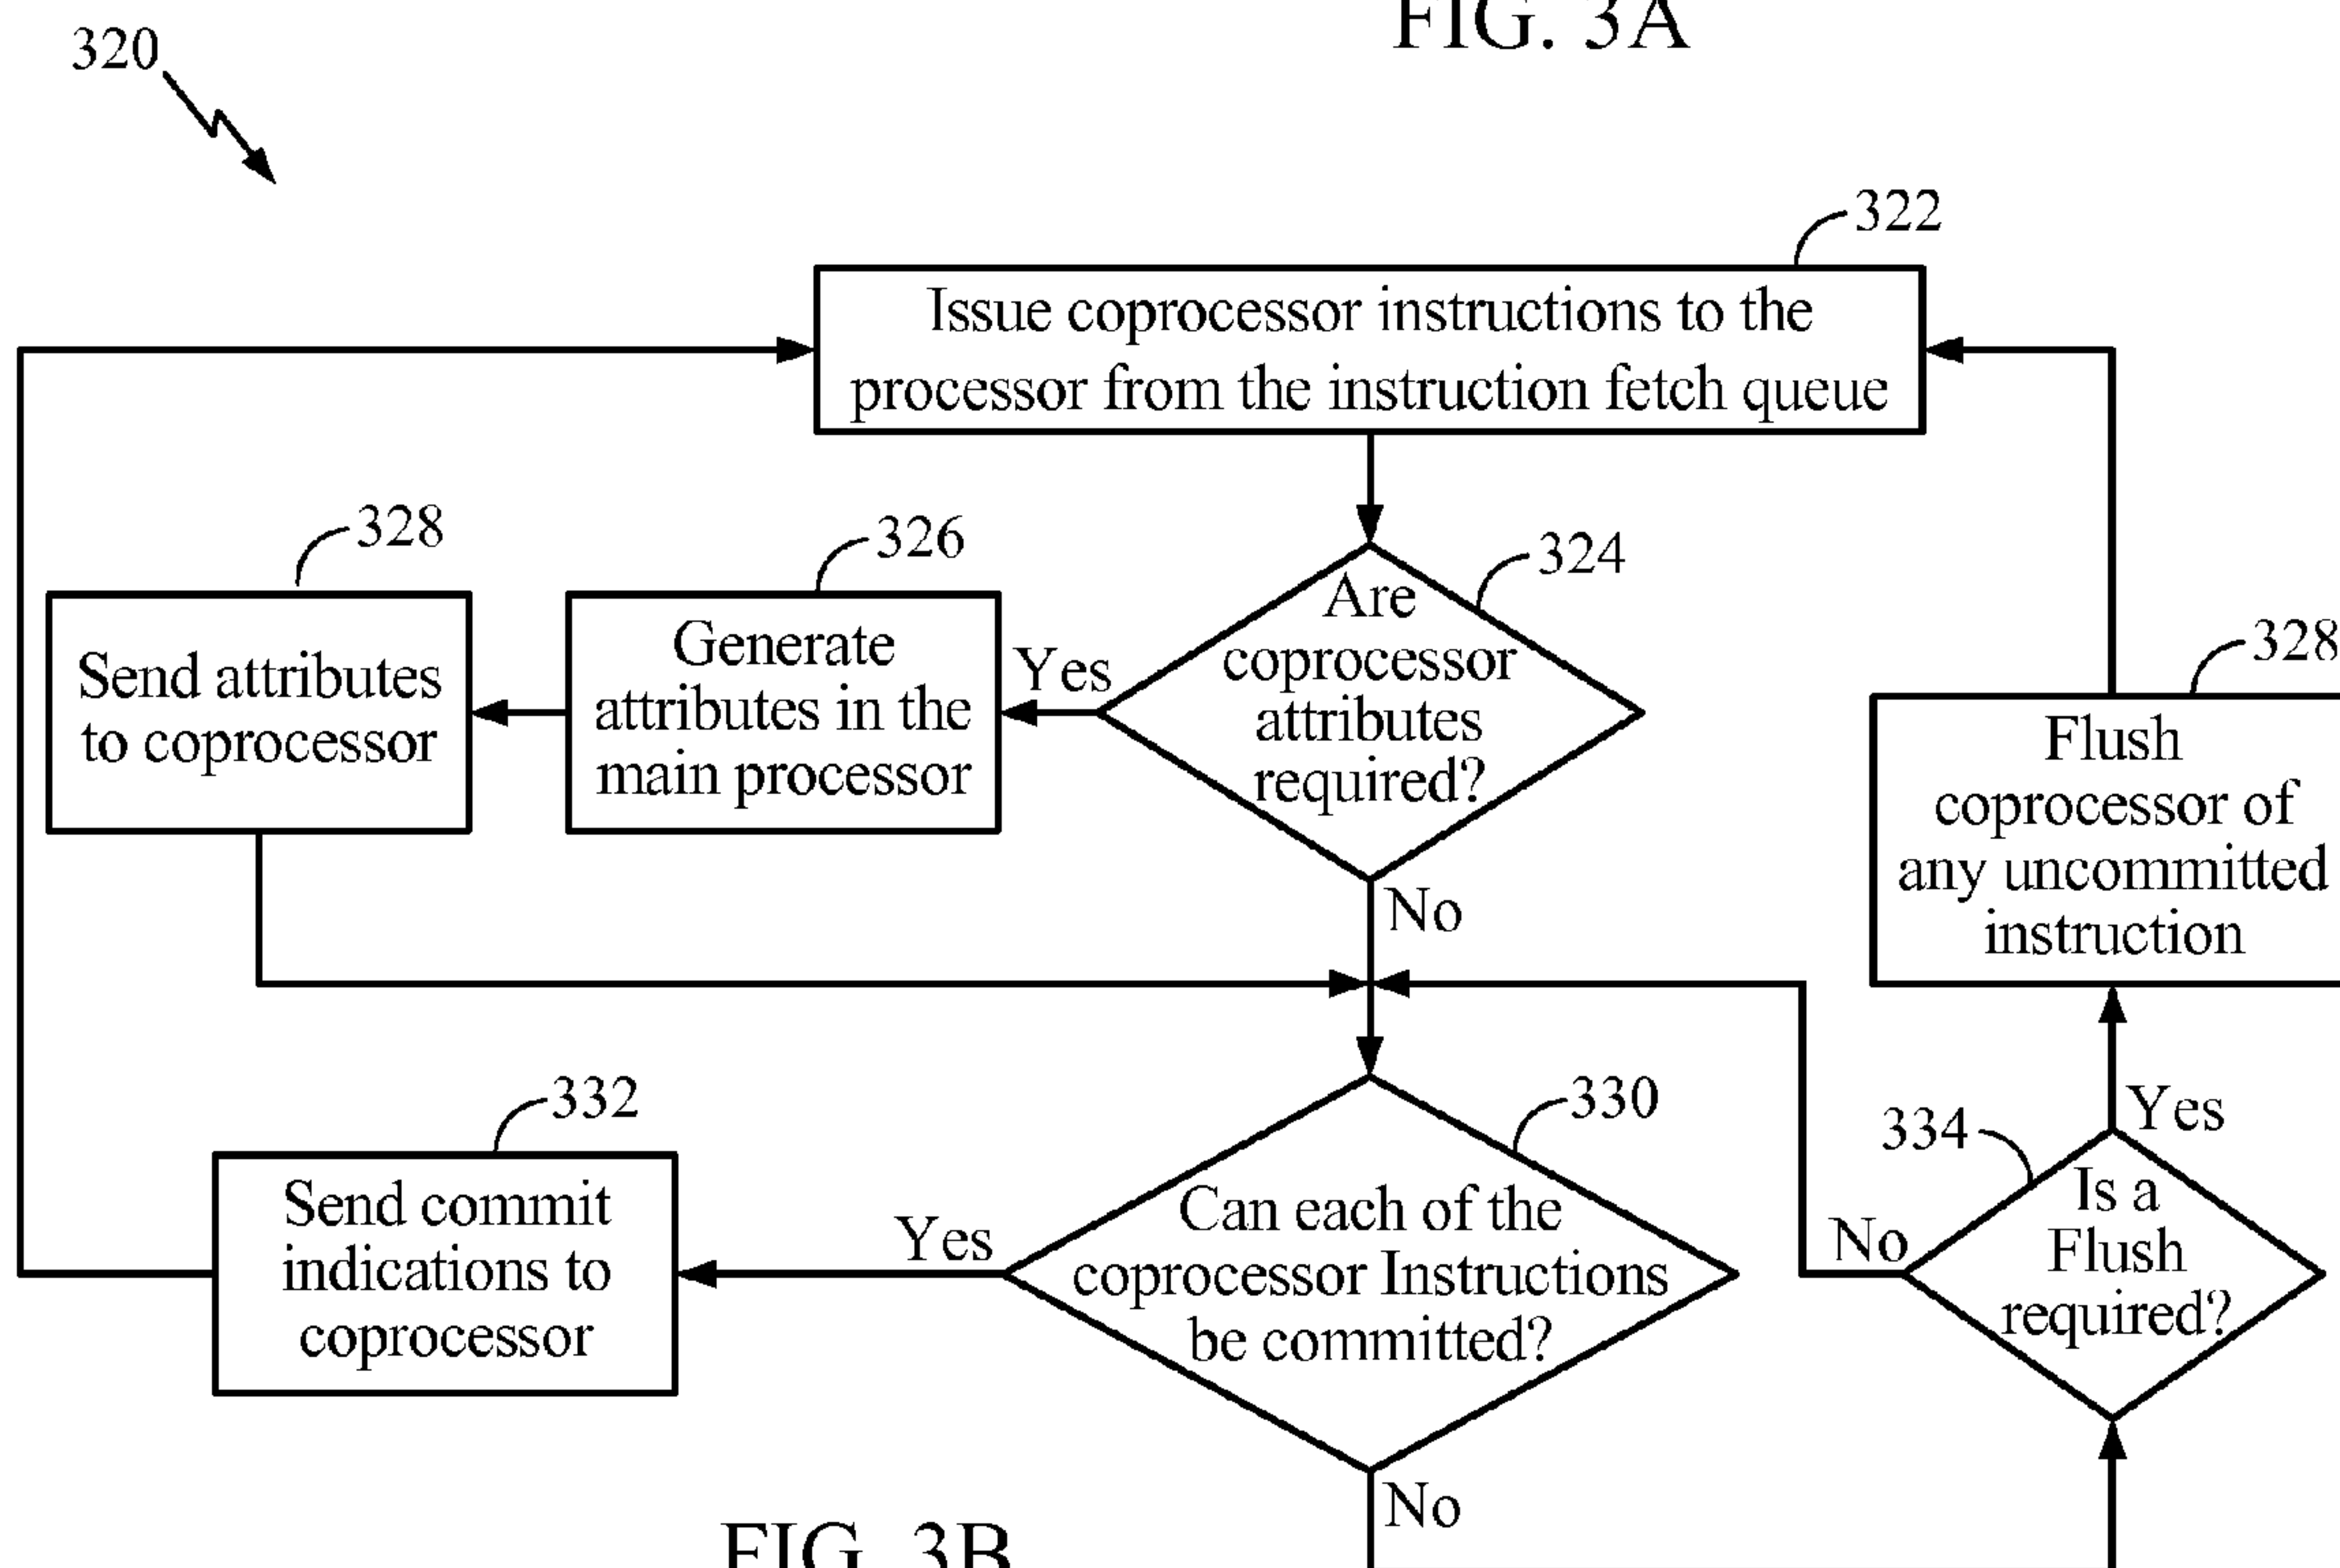 FIG. 3A
320
322
Issue coprocessor instructions to the
processor from the instruction fetch queue
328
326
324
Send attributes
to coprocessor
Generate
attributes in the
main processor
Yes
Are
coprocessor
attributes
required?
No
328
Flush
coprocessor of
any uncommitted
instruction
332
Send commit
indications to
coprocessor
Yes
330
Can each of the
coprocessor Instructions
be committed?
No
334
Yes
Is a
Flush
required?
No
FIG. 3B